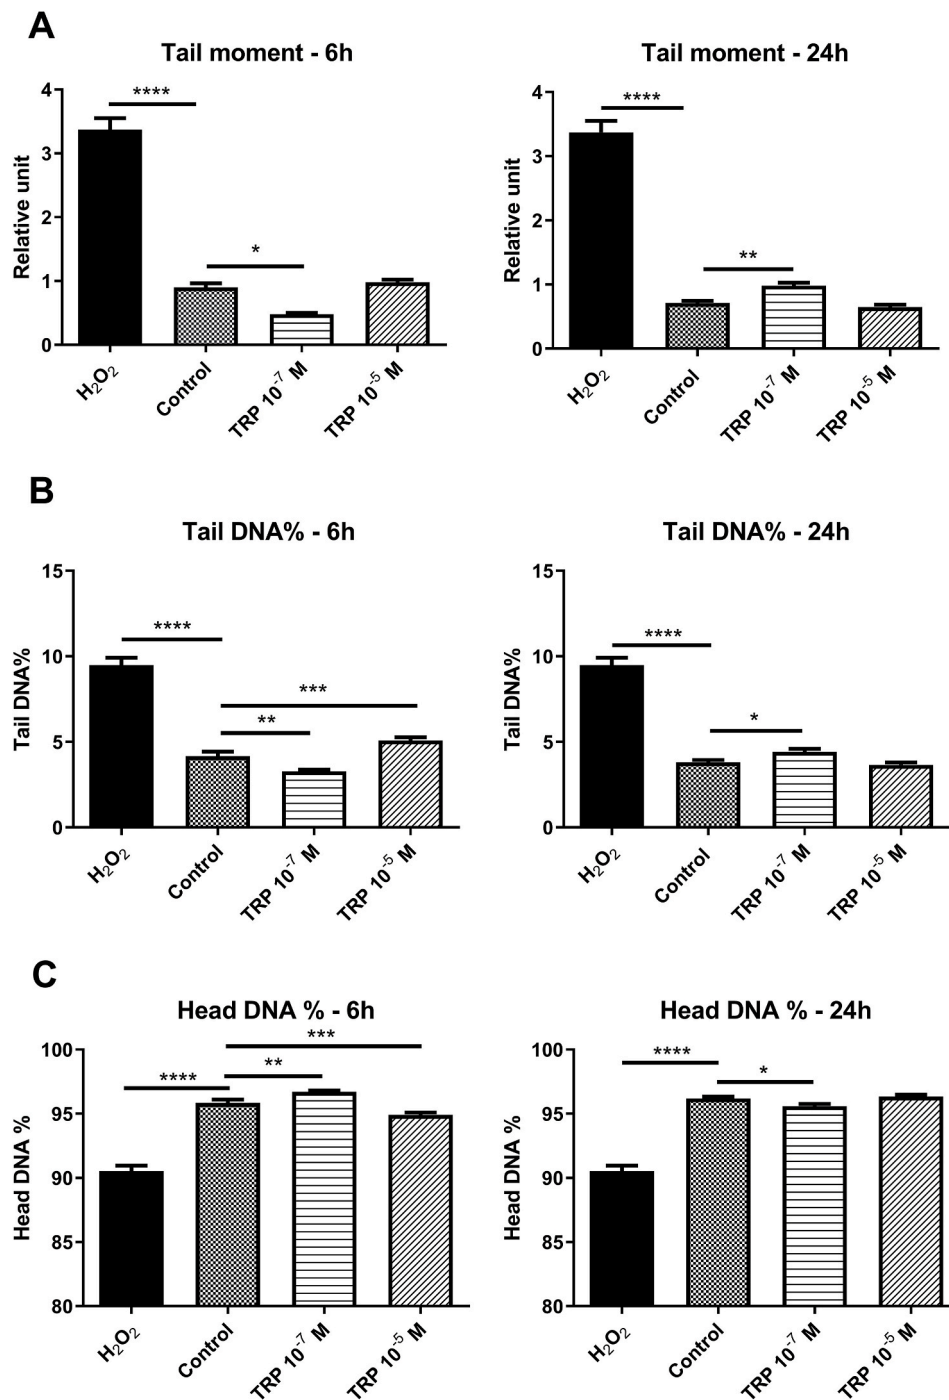 A
Tail moment - 6h
Relative unit
4
3
2
1
0
****
*
H₂O₂
Control
TRP 10⁻⁷ M
TRP 10⁻⁵ M
Tail moment - 24h
Relative unit
4
3
2
1
0
****
**
H₂O₂
Control
TRP 10⁻⁷ M
TRP 10⁻⁵ M
B
Tail DNA% - 6h
Tail DNA%
15
10
5
0
****
***
**
H₂O₂
Control
TRP 10⁻⁷ M
TRP 10⁻⁵ M
Tail DNA% - 24h
Tail DNA%
15
10
5
0
****
*
H₂O₂
Control
TRP 10⁻⁷ M
TRP 10⁻⁵ M
C
Head DNA % - 6h
Head DNA %
100
95
90
85
80
***
**
****
H₂O₂
Control
TRP 10⁻⁷ M
TRP 10⁻⁵ M
Head DNA % - 24h
Head DNA %
100
95
90
85
80
****
*
H₂O₂
Control
TRP 10⁻⁷ M
TRP 10⁻⁵ M